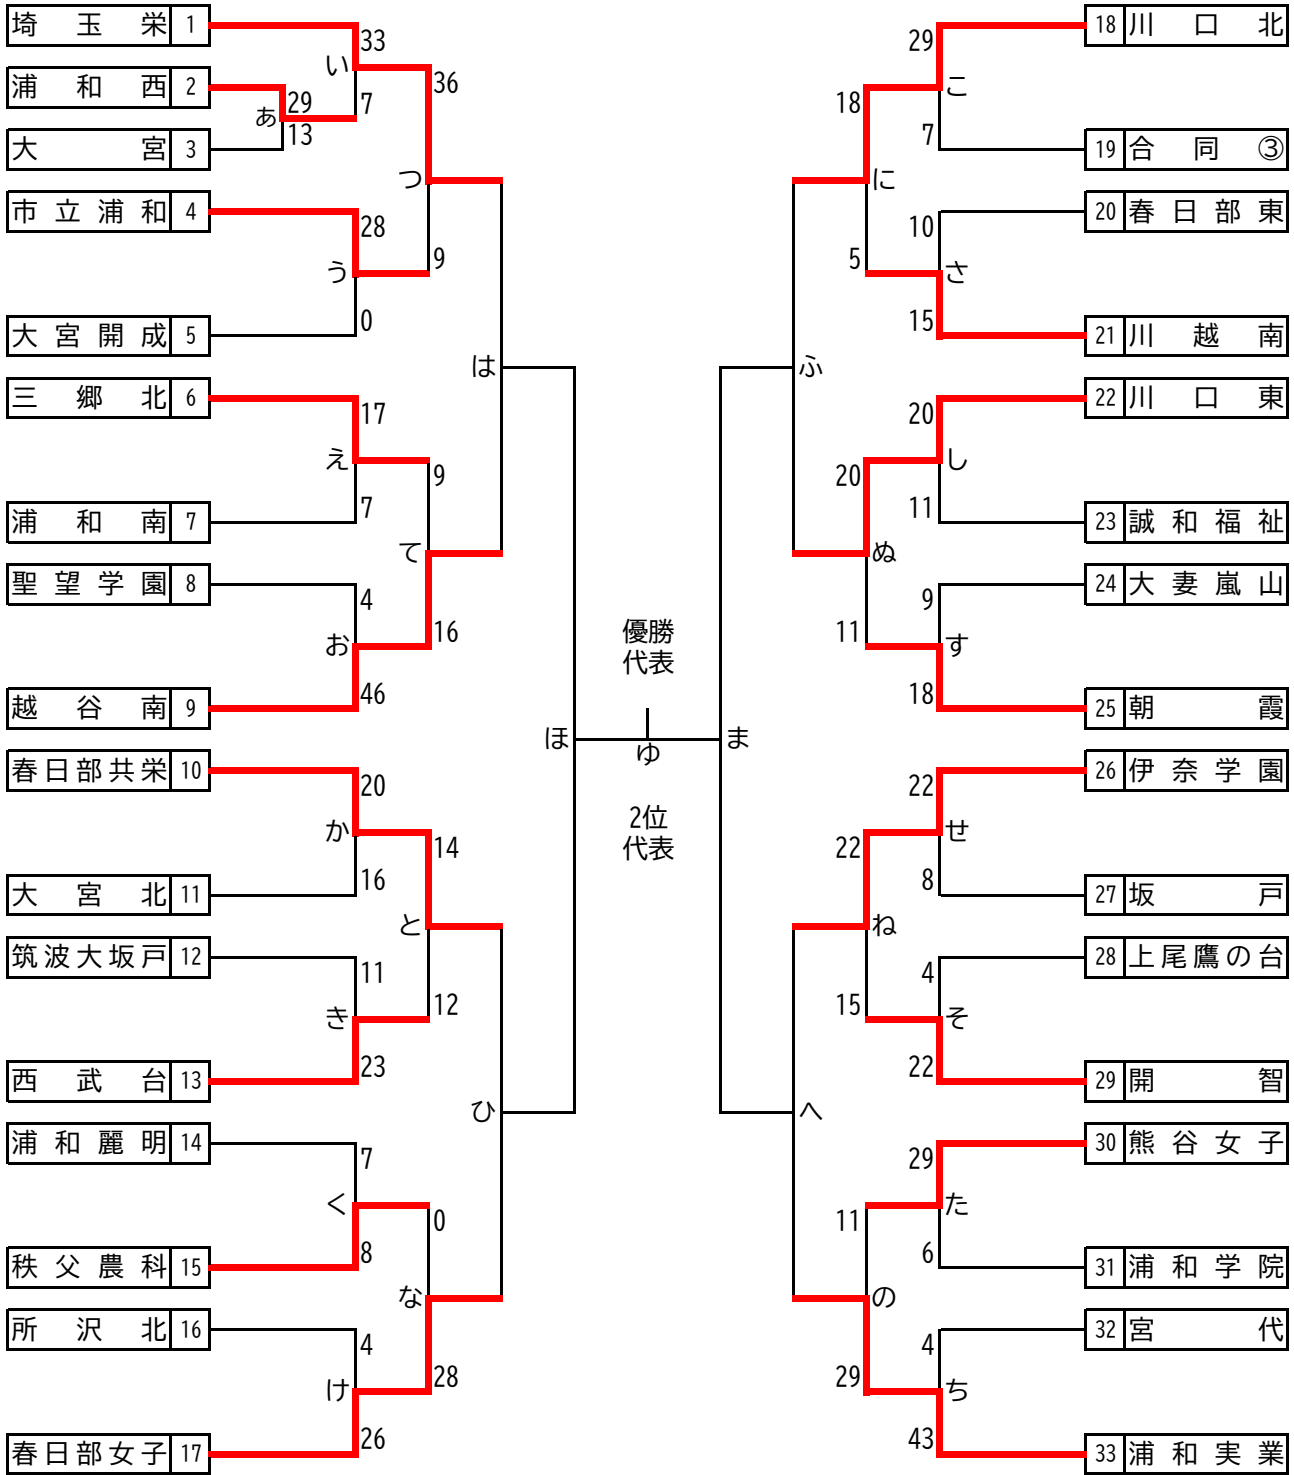 埼玉栄 1
33
い
浦和西 2
29
7
36
あ
13
大宮 3
つ
市立浦和 4
28
9
う
大宮開成 5
0
は
三郷北 6
17
え
9
浦和南 7
7
て
聖望学園 8
4
お
16
越谷南 9
46
ほ
春日部共栄 10
20
か
14
大宮北 11
16
と
筑波大坂戸 12
11
き
12
西武台 13
23
ひ
浦和麗明 14
7
く
0
秩父農科 15
8
な
所沢北 16
4
け
28
春日部女子 17
26
優勝
代表
ゆ
2位
代表
18 川口北
29
こ
18
7
19 合同③
に
20 春日部東
10
5
さ
15
21 川越南
ふ
22 川口東
20
し
20
11
23 誠和福祉
ぬ
24 大妻嵐山
9
11
す
18
25 朝霞
ま
26 伊奈学園
22
せ
22
8
27 坂戸
ね
28 上尾鷹の台
4
15
そ
22
29 開智
へ
30 熊谷女子
29
た
11
6
31 浦和学院
の
32 宮代
4
29
ち
43
33 浦和実業